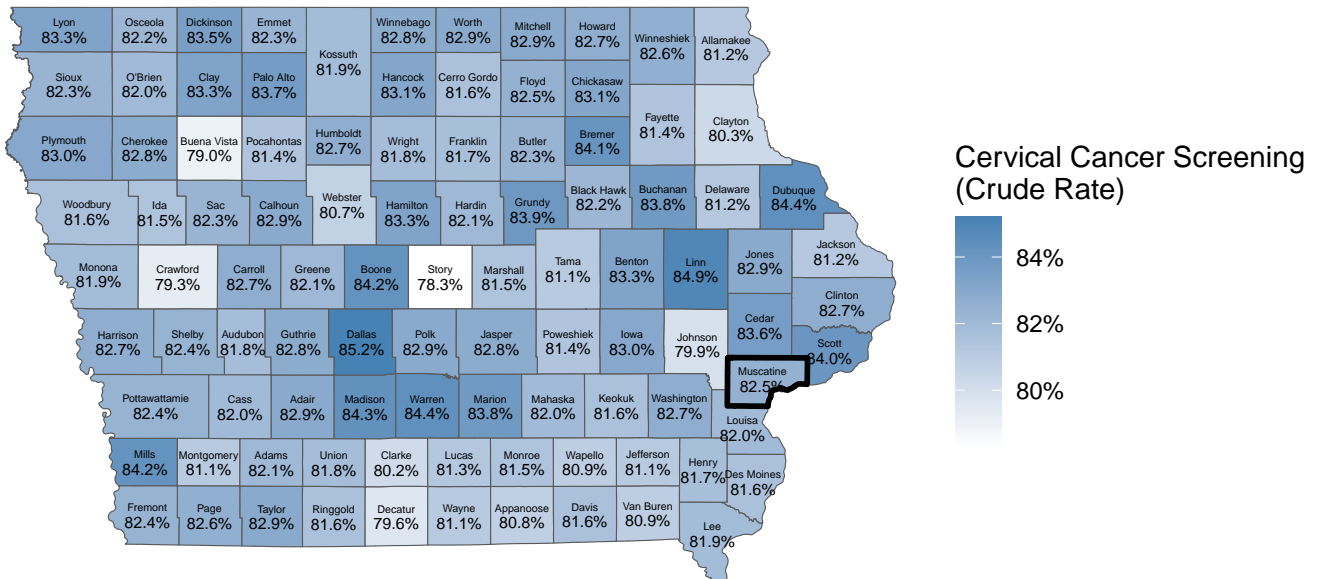 Lyon
83.3%
Osceola
82.2%
Dickinson
83.5%
Emmet
82.3%
Kossuth
81.9%
Winnebago
82.8%
Worth
82.9%
Mitchell
82.9%
Howard
82.7%
Winneshiek
82.6%
Allamakee
81.2%
Sioux
82.3%
O'Brien
82.0%
Clay
83.3%
Palo Alto
83.7%
Hancock
83.1%
Cerro Gordo
81.6%
Floyd
82.5%
Chickasaw
83.1%
Fayette
81.4%
Clayton
80.3%
Plymouth
83.0%
Cherokee
82.8%
Buena Vista
79.0%
Pocahontas
81.4%
Humboldt
82.7%
Wright
81.8%
Franklin
81.7%
Butler
82.3%
Bremer
84.1%
Woodbury
81.6%
Ida
81.5%
Sac
82.3%
Calhoun
82.9%
Webster
80.7%
Hamilton
83.3%
Hardin
82.1%
Grundy
83.9%
Black Hawk
82.2%
Buchanan
83.8%
Delaware
81.2%
Dubuque
84.4%
Monona
81.9%
Crawford
79.3%
Carroll
82.7%
Greene
82.1%
Boone
84.2%
Story
78.3%
Marshall
81.5%
Tama
81.1%
Benton
83.3%
Linn
84.9%
Jones
82.9%
Jackson
81.2%
Clinton
82.7%
Harrison
82.7%
Shelby
82.4%
Audubon
81.8%
Guthrie
82.8%
Dallas
85.2%
Polk
82.9%
Jasper
82.8%
Poweshiek
81.4%
Iowa
83.0%
Johnson
79.9%
Cedar
83.6%
Scott
84.0%
Muscatine
82.5%
Pottawattamie
82.4%
Cass
82.0%
Adair
82.9%
Madison
84.3%
Warren
84.4%
Marion
83.8%
Mahaska
82.0%
Keokuk
81.6%
Washington
82.7%
Louisa
82.0%
Mills
84.2%
Montgomery
81.1%
Adams
82.1%
Union
81.8%
Clarke
80.2%
Lucas
81.3%
Monroe
81.5%
Wapello
80.9%
Jefferson
81.1%
Henry
81.7%
Des Moines
81.6%
Fremont
82.4%
Page
82.6%
Taylor
82.9%
Ringgold
81.6%
Decatur
79.6%
Wayne
81.1%
Appanoose
80.8%
Davis
81.6%
Van Buren
80.9%
Lee
81.9%
Cervical Cancer Screening
(Crude Rate)
84%
82%
80%